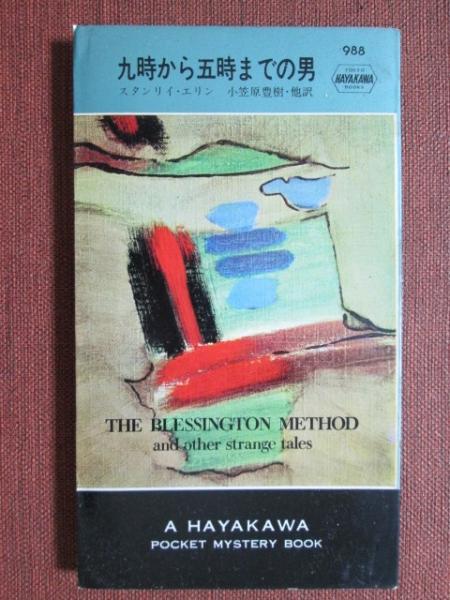 988
九時から五時までの男
スタンリイ・エリン 小笠原豊樹・他訳
TOKYO
HAYAKAWA
BOOKS
THE BLESSINGTON METHOD
and other strange tales
A HAYAKAWA
POCKET MYSTERY BOOK